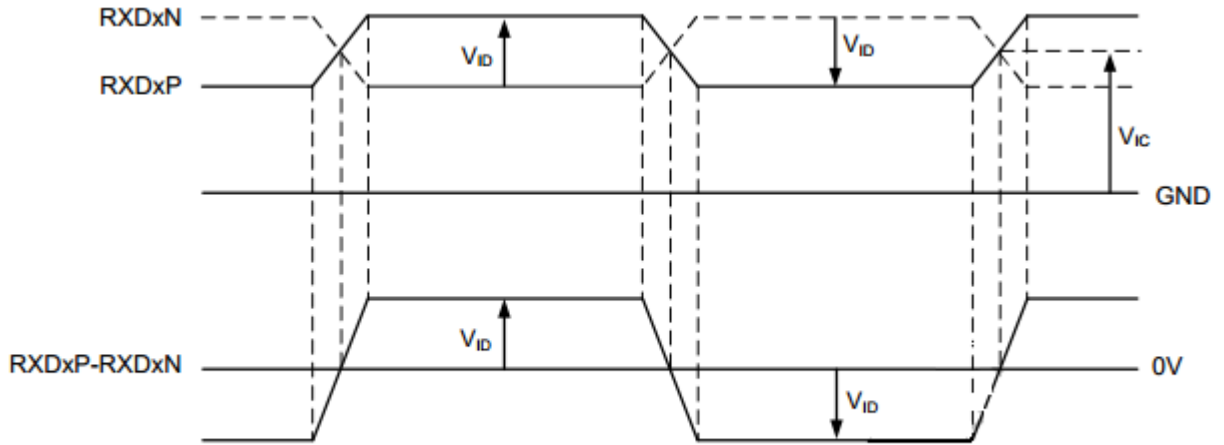 RXDxN
V_ID
V_ID
RXDxP
V_IC
GND
V_ID
RXDxP-RXDxN
0V
V_ID